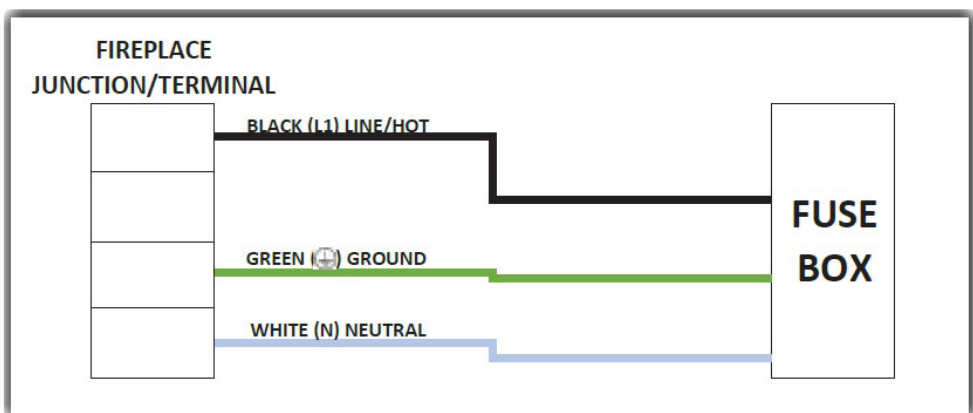 FIREPLACE
JUNCTION/TERMINAL
BLACK (L1) LINE/HOT
GREEN (⏚) GROUND
WHITE (N) NEUTRAL
FUSE
BOX